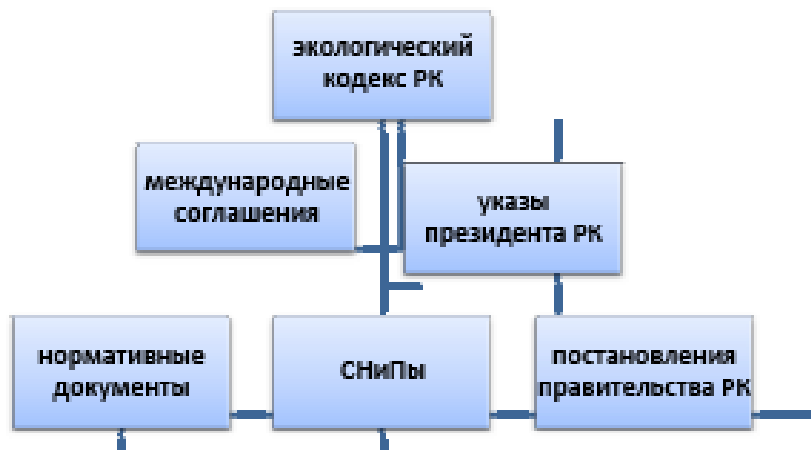 экологический
кодекс РК
международные
соглашения
указы
президента РК
нормативные
документы
СНиПы
постановления
правительства РК